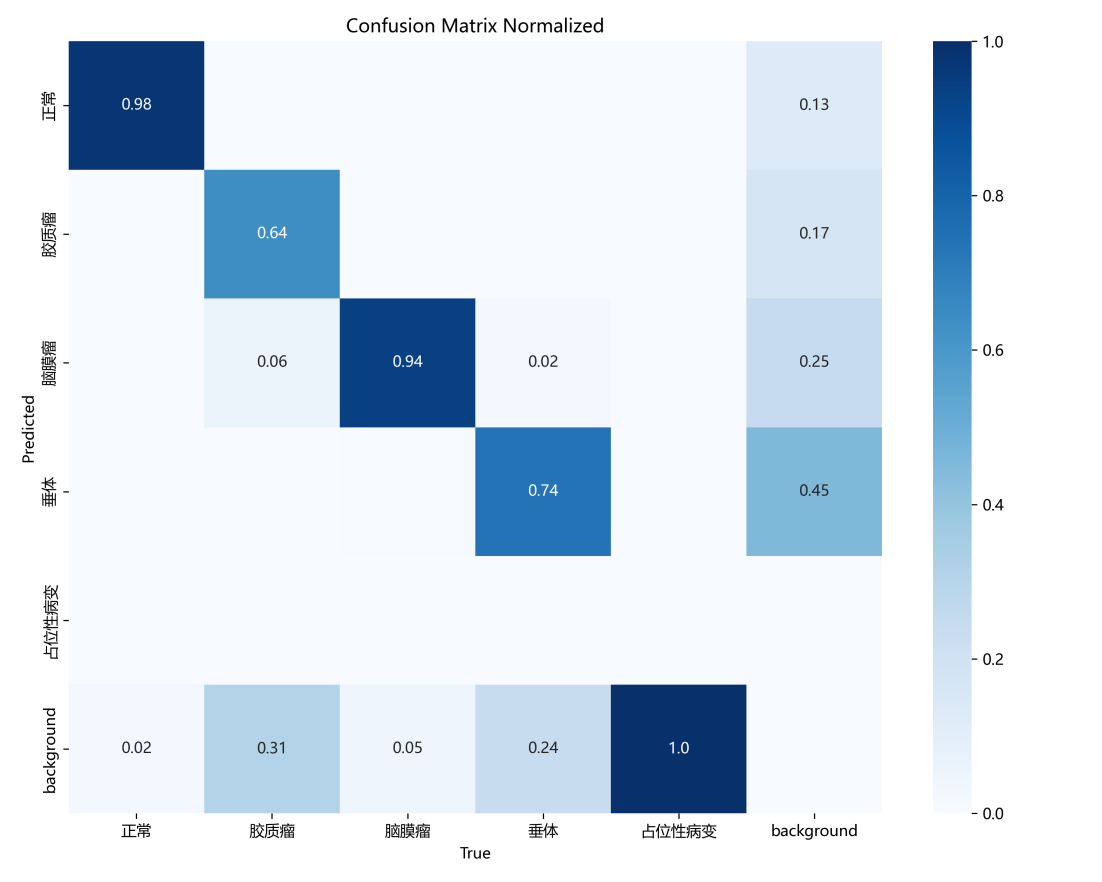 Confusion Matrix Normalized
正常
0.98
0.13
1.0
胶质瘤
0.64
0.17
0.8
脑膜瘤
0.06
0.94
0.02
0.25
0.6
Predicted
垂体
0.74
0.45
0.4
占位性病变
0.2
background
0.02
0.31
0.05
0.24
1.0
0.0
正常
胶质瘤
脑膜瘤
垂体
占位性病变
background
True